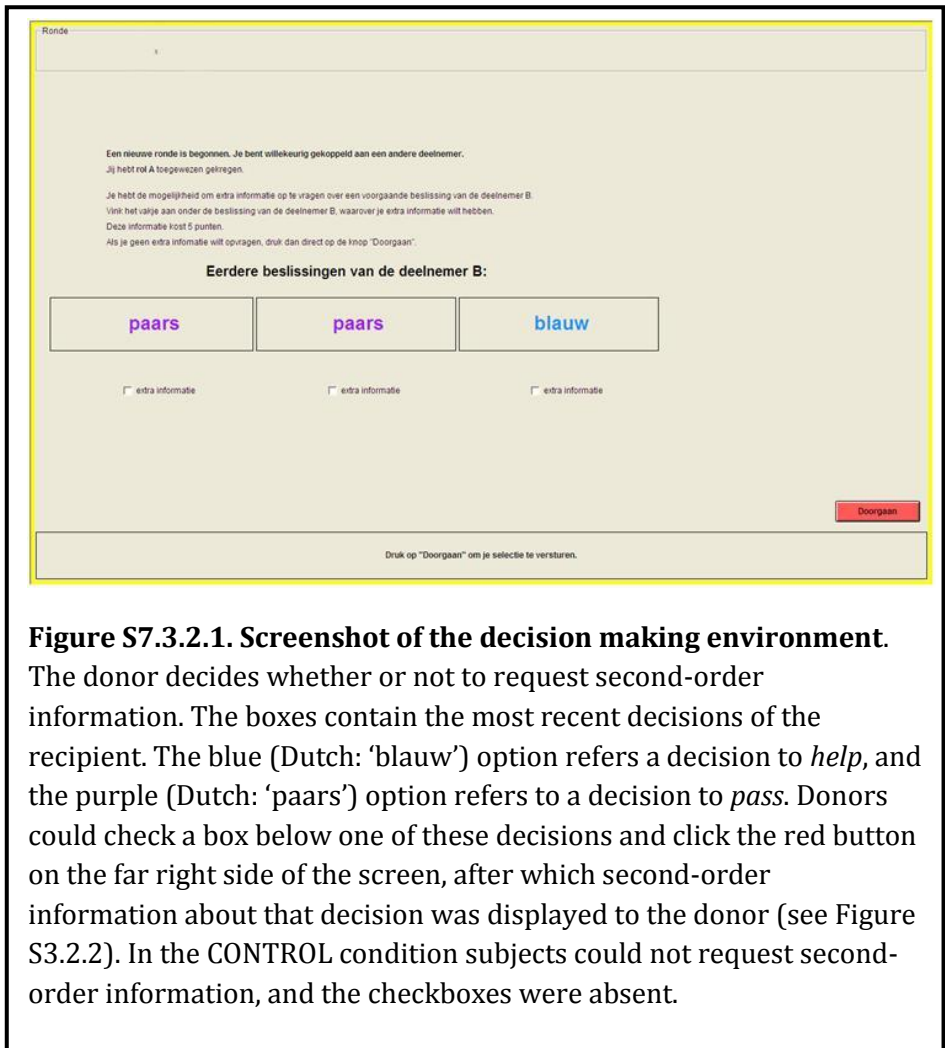 Ronde
x
Een nieuwe ronde is begonnen. Je bent willekeurig gekoppeld aan een andere deelnemer.
Jij hebt rol A toegewezen gekregen.
Je hebt de mogelijkheid om extra informatie op te vragen over een voorgaande beslissing van de deelnemer B.
Vink het vakje aan onder de beslissing van de deelnemer B, waarover je extra informatie wilt hebben.
Deze informatie kost 5 punten.
Als je geen extra infomatie wilt opvragen, druk dan direct op de knop "Doorgaan".
Eerdere beslissingen van de deelnemer B:
paars paars blauw
extra informatie extra informatie extra informatie
Doorgaan
Druk op "Doorgaan" om je selectie te versturen.
Figure S7.3.2.1. Screenshot of the decision making environment.
The donor decides whether or not to request second-order
information. The boxes contain the most recent decisions of the
recipient. The blue (Dutch: ‘blauw’) option refers a decision to help, and
the purple (Dutch: ‘paars’) option refers to a decision to pass. Donors
could check a box below one of these decisions and click the red button
on the far right side of the screen, after which second-order
information about that decision was displayed to the donor (see Figure
S3.2.2). In the CONTROL condition subjects could not request second-
order information, and the checkboxes were absent.